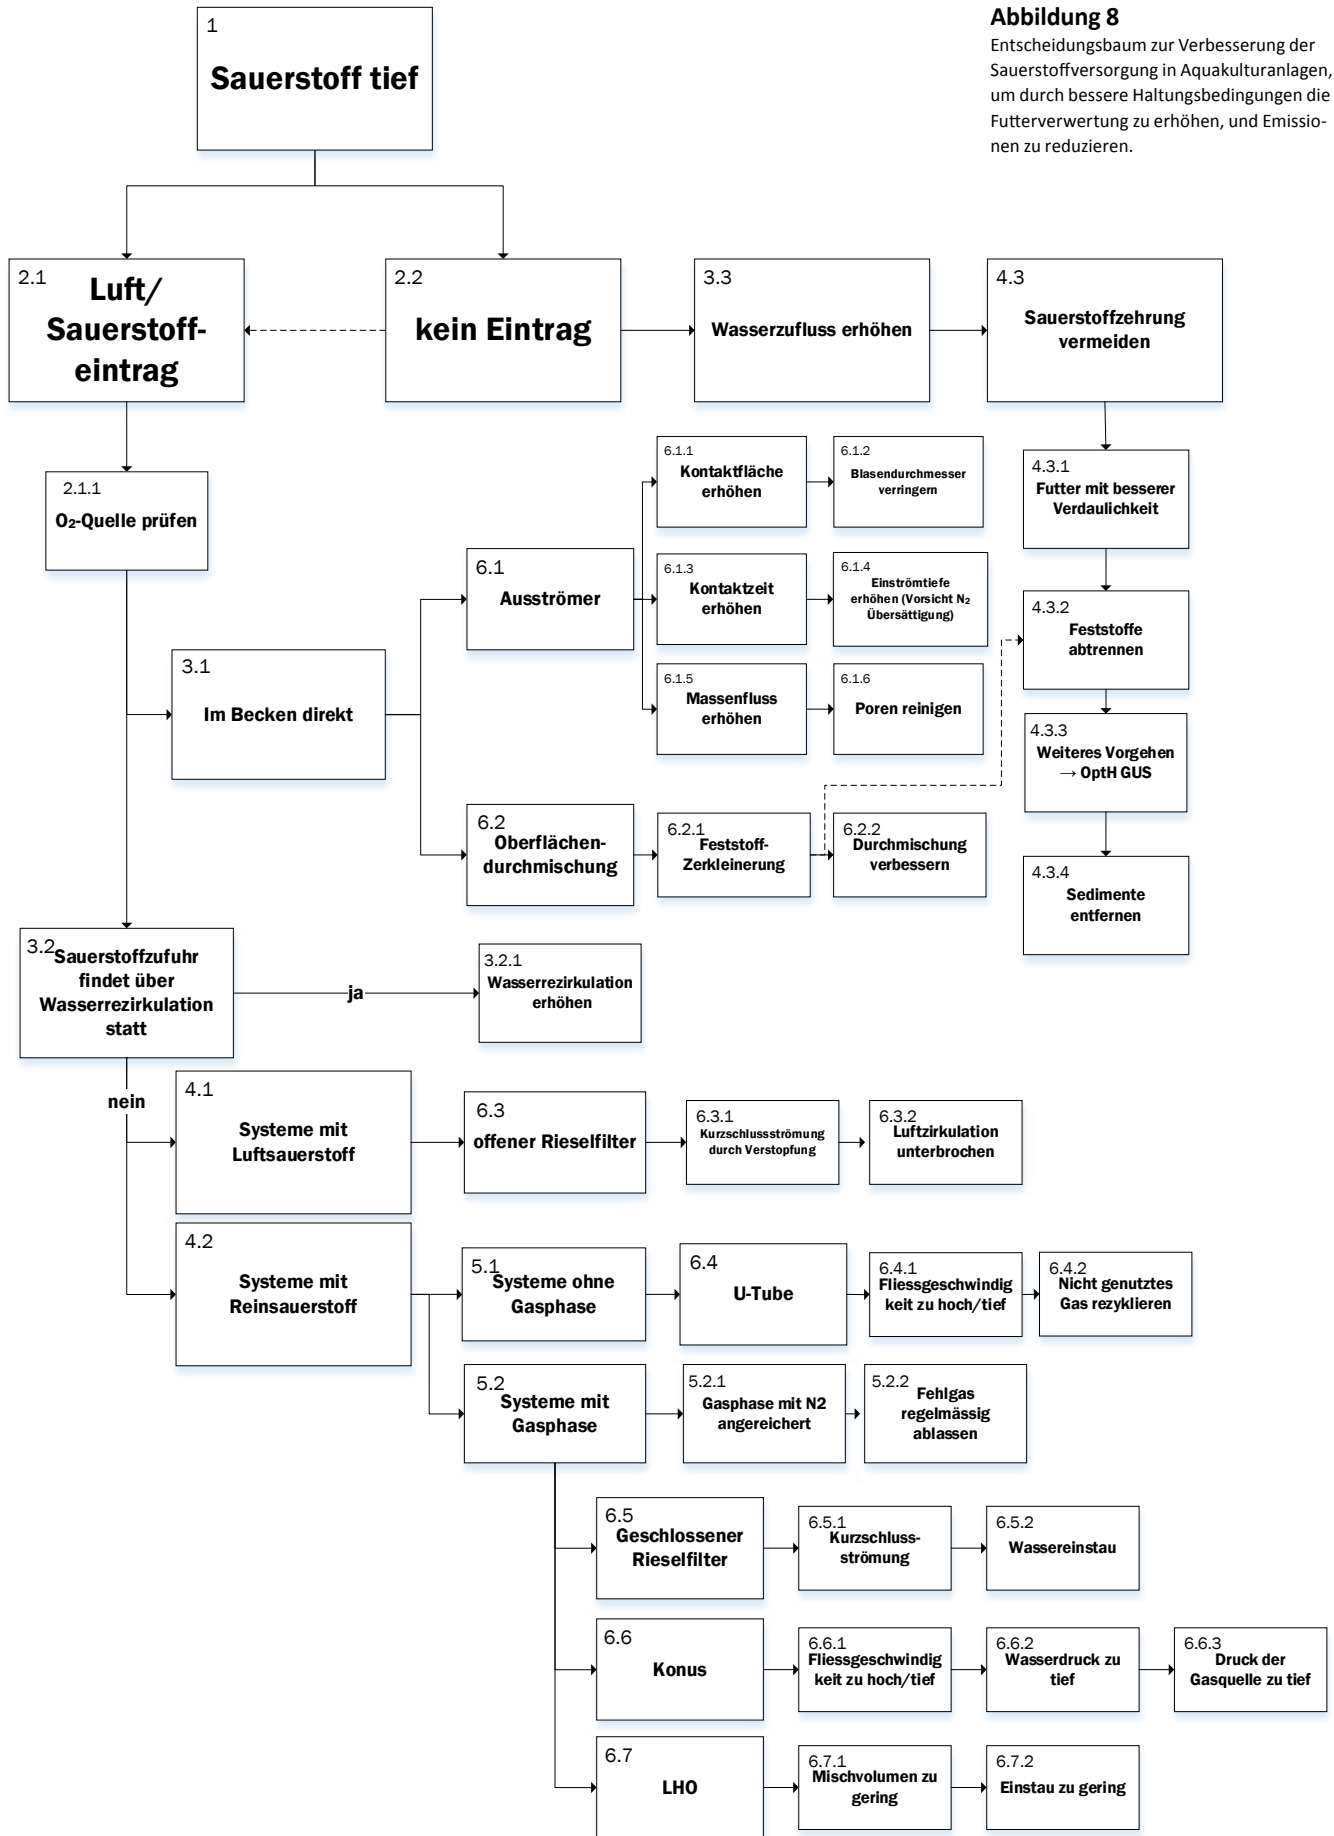 Abbildung 8
Entscheidungsbaum zur Verbesserung der
Sauerstoffversorgung in Aquakulturanlagen,
um durch bessere Haltungsbedingungen die
Futterverwertung zu erhöhen, und Emissio-
nen zu reduzieren.
1
Sauerstoff tief
2.1
Luft/
Sauerstoff-
eintrag
2.2
kein Eintrag
3.3
Wasserzufluss erhöhen
4.3
Sauerstoffzehrung
vermeiden
2.1.1
O₂-Quelle prüfen
3.1
Im Becken direkt
6.1
Ausströmer
6.1.1
Kontaktfläche
erhöhen
6.1.2
Blasendurchmesser
verringern
6.1.3
Kontaktzeit
erhöhen
6.1.4
Einströmtiefe
erhöhen (Vorsicht N₂
Übersättigung)
6.1.5
Massenfluss
erhöhen
6.1.6
Poren reinigen
4.3.1
Futter mit besserer
Verdaulichkeit
4.3.2
Feststoffe
abtrennen
4.3.3
Weiteres Vorgehen
→ OptH GUS
4.3.4
Sedimente
entfernen
6.2
Oberflächen-
durchmischung
6.2.1
Feststoff-
Zerkleinerung
6.2.2
Durchmischung
verbessern
3.2
Sauerstoffzufuhr
findet über
Wasserrezirkulation
statt
ja
3.2.1
Wasserrezirkulation
erhöhen
nein
4.1
Systeme mit
Luftsauerstoff
6.3
offener Rieselfilter
6.3.1
Kurzschlussströmung
durch Verstopfung
6.3.2
Luftzirkulation
unterbrochen
4.2
Systeme mit
Reinsauerstoff
5.1
Systeme ohne
Gasphase
6.4
U-Tube
6.4.1
Fliessgeschwindig
keit zu hoch/tief
6.4.2
Nicht genutztes
Gas rezyklieren
5.2
Systeme mit
Gasphase
5.2.1
Gasphase mit N2
angereichert
5.2.2
Fehlgas
regelmässig
ablassen
6.5
Geschlossener
Rieselfilter
6.5.1
Kurzschluss-
strömung
6.5.2
Wassereinstau
6.6
Konus
6.6.1
Fliessgeschwindig
keit zu hoch/tief
6.6.2
Wasserdruck zu
tief
6.6.3
Druck der
Gasquelle zu tief
6.7
LHO
6.7.1
Mischvolumen zu
gering
6.7.2
Einstau zu gering